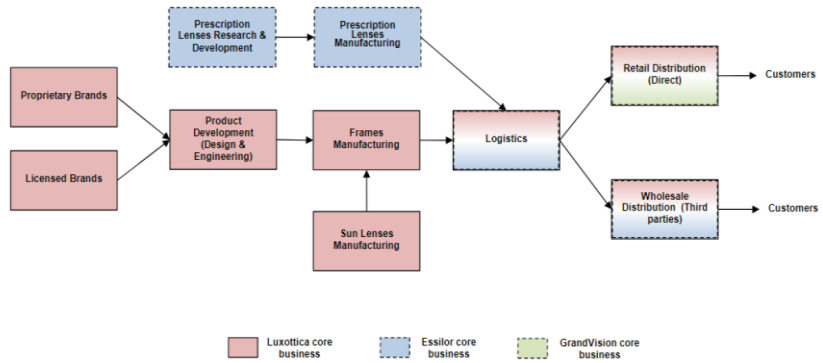 Prescription
Lenses Research &
Development
Prescription
Lenses
Manufacturing
Proprietary Brands
Licensed Brands
Product
Development
(Design &
Engineering)
Frames
Manufacturing
Sun Lenses
Manufacturing
Logistics
Retail Distribution
(Direct)
Customers
Wholesale
Distribution (Third
parties)
Customers
Luxottica core
business
Essilor core
business
GrandVision core
business